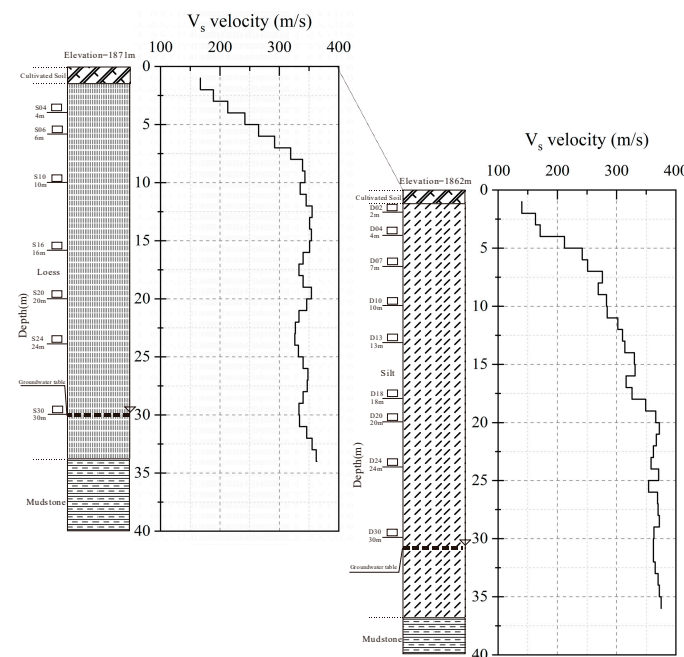 Vs velocity (m/s)
100 200 300 400
Elevation=1871m
Cultivated Soil
S04
4m
S06
6m
S10
10m
S16
16m
Loess
S20
20m
S24
24m
Groundwater table
S30
30m
Mudstone
Depth(m)
0
5
10
15
20
25
30
35
40
Vs velocity (m/s)
100 200 300 400
Elevation=1862m
Cultivated Soil
D02
2m
D04
4m
D07
7m
D10
10m
D13
13m
Silt
D18
18m
D20
20m
D24
24m
D30
30m
Groundwater table
Mudstone
Depth(m)
0
5
10
15
20
25
30
35
40